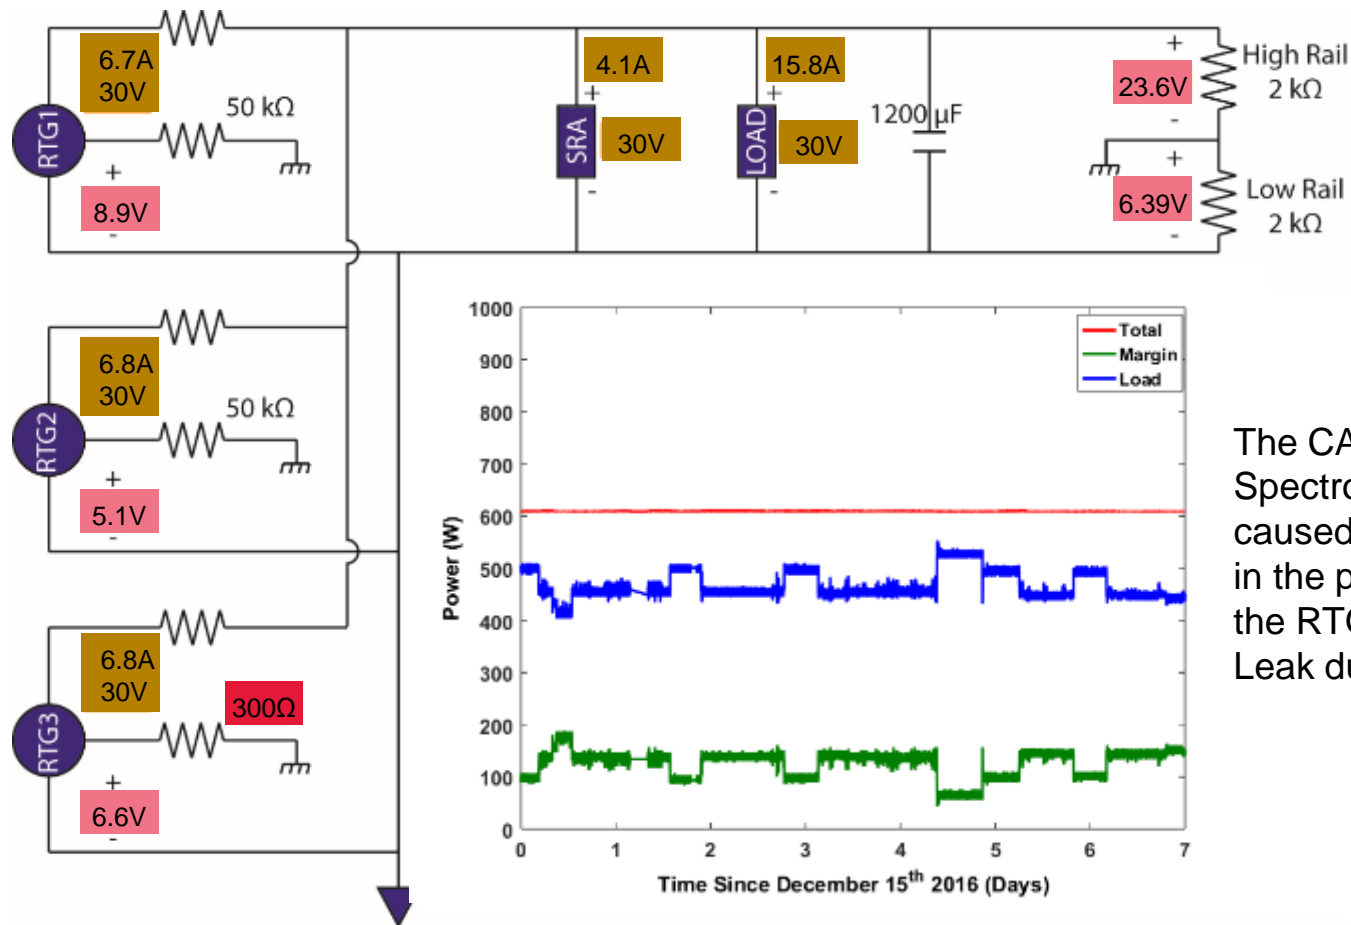 6.7A
30V
RTG1
50 kΩ
+
8.9V
-
4.1A
+
SRA
30V
-
15.8A
+
LOAD
30V
-
1200 µF
+
23.6V
-
High Rail
2 kΩ
+
6.39V
-
Low Rail
2 kΩ
6.8A
30V
RTG2
50 kΩ
+
5.1V
-
6.8A
30V
RTG3
300Ω
+
6.6V
-
1000
900
800
700
600
500
400
300
200
100
0
Power (W)
Total
Margin
Load
0 1 2 3 4 5 6 7
Time Since December 15th 2016 (Days)
The CA
Spectro
caused
in the p
the RTG
Leak du